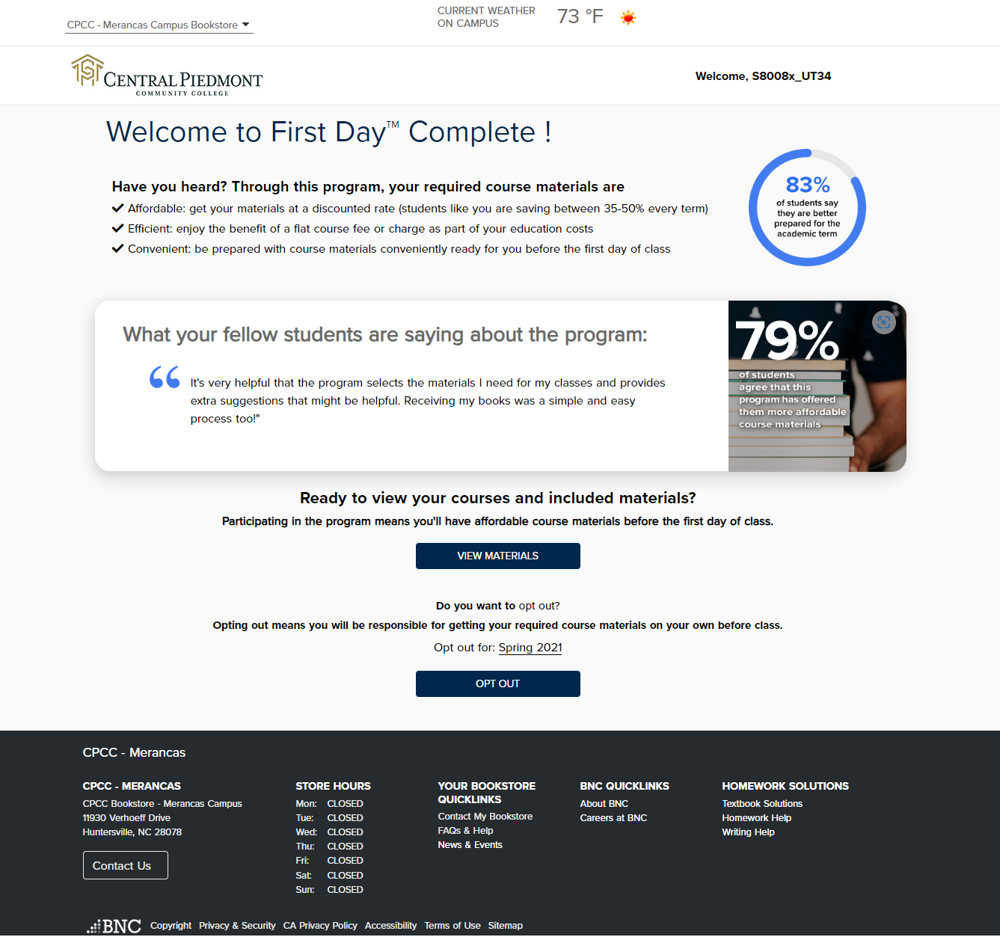 CPCC - Merancas Campus Bookstore
CURRENT WEATHER
ON CAMPUS
73 °F
CENTRAL PIEDMONT
COMMUNITY COLLEGE
Welcome, S8008x_UT34
Welcome to First Day™ Complete !
Have you heard? Through this program, your required course materials are
Affordable: get your materials at a discounted rate (students like you are saving between 35-50% every term)
Efficient: enjoy the benefit of a flat course fee or charge as part of your education costs
Convenient: be prepared with course materials conveniently ready for you before the first day of class
83%
of students say
they are better
prepared for the
academic term
What your fellow students are saying about the program:
“ It's very helpful that the program selects the materials I need for my classes and provides
extra suggestions that might be helpful. Receiving my books was a simple and easy
process too!"
79%
of students
agree that this
program has offered
them more affordable
course materials
Ready to view your courses and included materials?
Participating in the program means you'll have affordable course materials before the first day of class.
VIEW MATERIALS
Do you want to opt out?
Opting out means you will be responsible for getting your required course materials on your own before class.
Opt out for: Spring 2021
OPT OUT
CPCC - Merancas
CPCC - MERANCAS
CPCC Bookstore - Merancas Campus
11930 Verhoeff Drive
Huntersville, NC 28078
Contact Us
STORE HOURS
Mon: CLOSED
Tue: CLOSED
Wed: CLOSED
Thu: CLOSED
Fri: CLOSED
Sat: CLOSED
Sun: CLOSED
YOUR BOOKSTORE
QUICKLINKS
Contact My Bookstore
FAQs & Help
News & Events
BNC QUICKLINKS
About BNC
Careers at BNC
HOMEWORK SOLUTIONS
Textbook Solutions
Homework Help
Writing Help
BNC Copyright Privacy & Security CA Privacy Policy Accessibility Terms of Use Sitemap